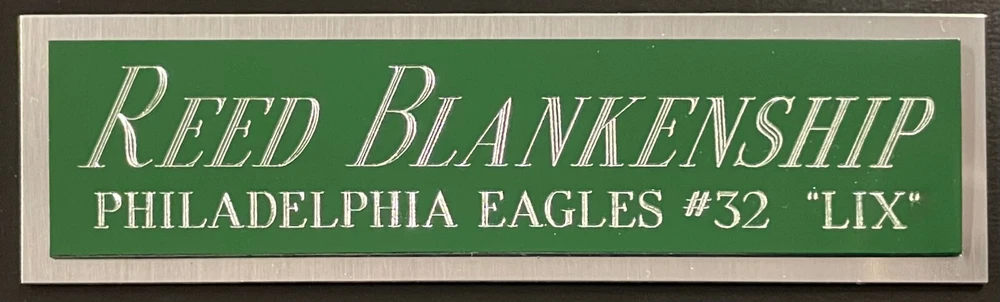 REED BLANKENSHIP
PHILADELPHIA EAGLES #32 "LIX"